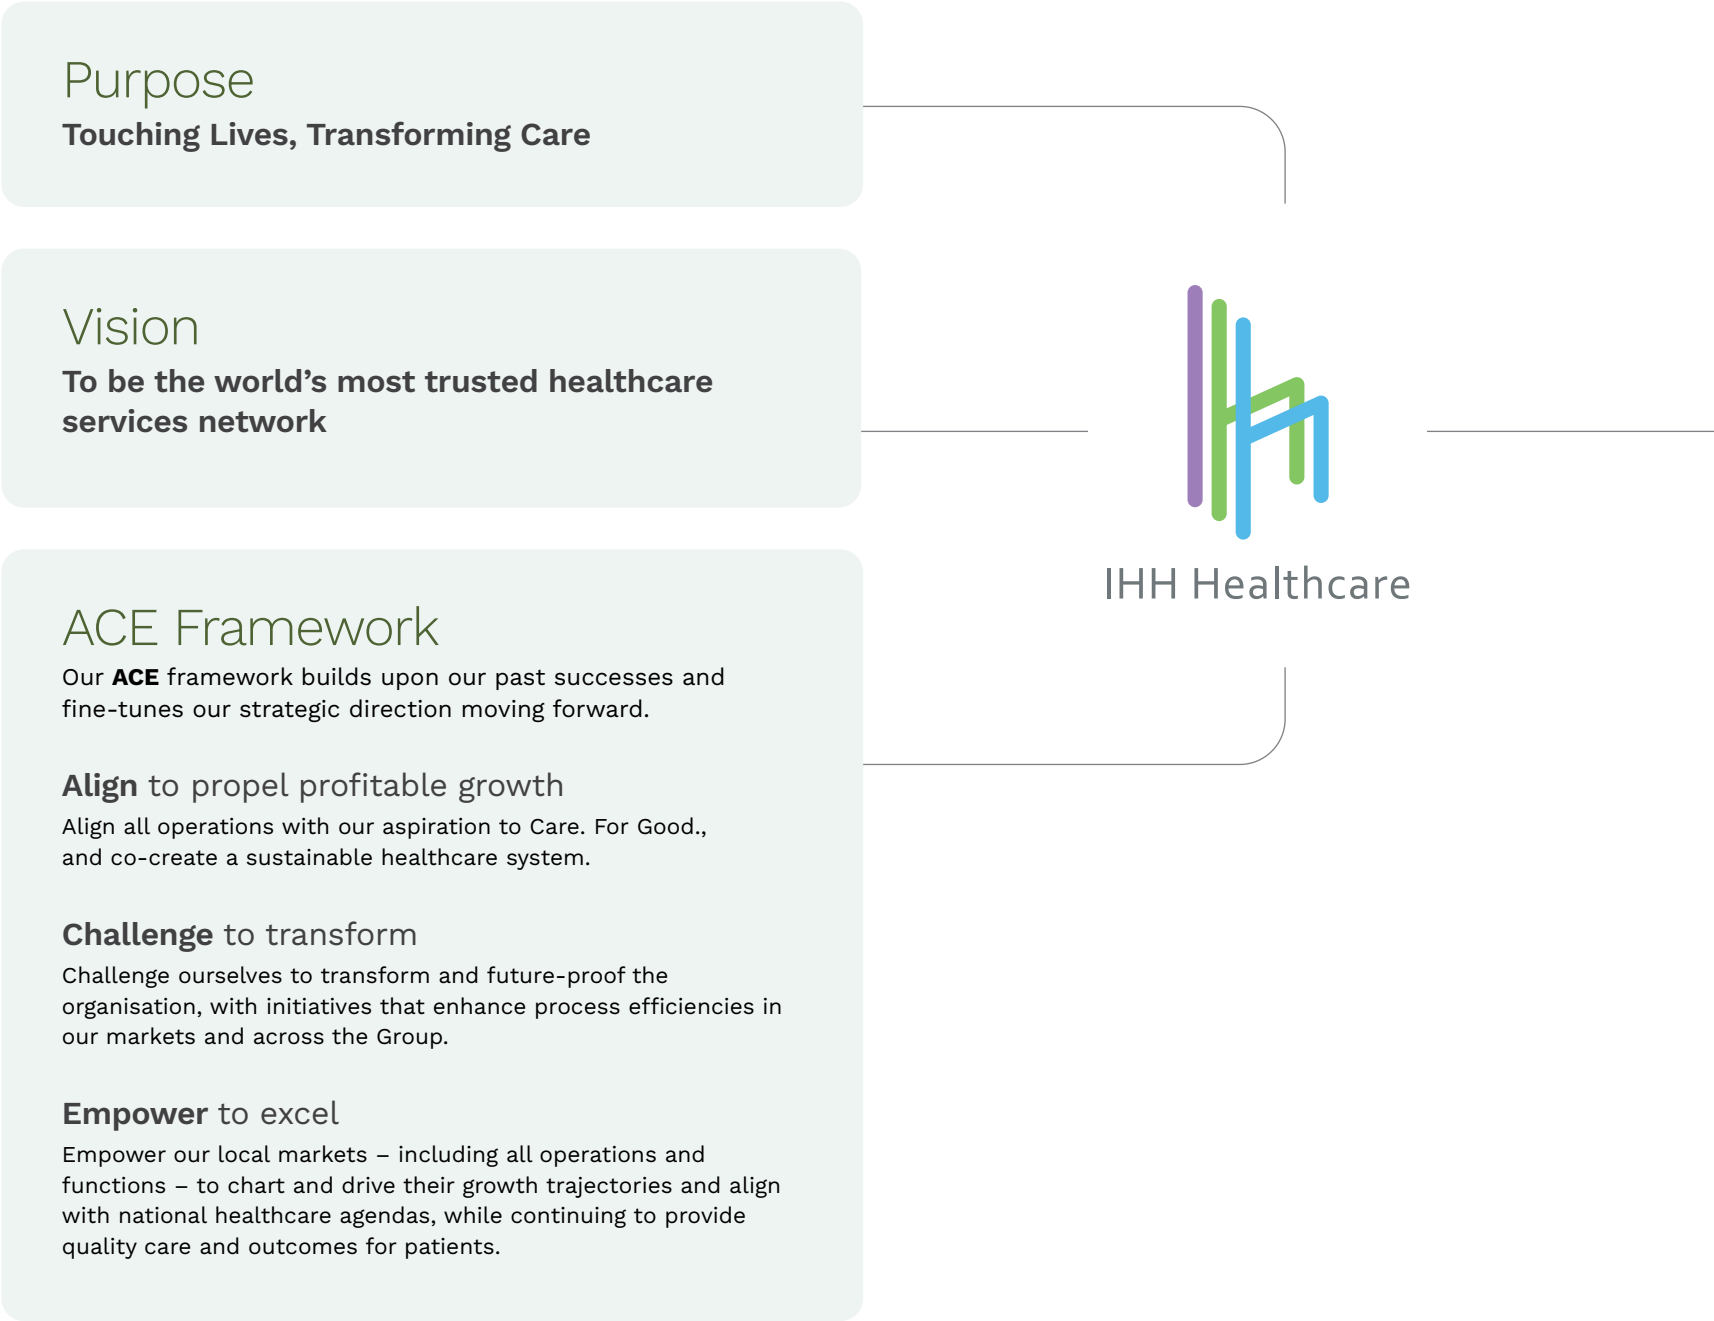 Purpose
Touching Lives, Transforming Care
Vision
To be the world’s most trusted healthcare
services network
ACE Framework
Our ACE framework builds upon our past successes and
fine-tunes our strategic direction moving forward.
Align to propel profitable growth
Align all operations with our aspiration to Care. For Good.,
and co-create a sustainable healthcare system.
Challenge to transform
Challenge ourselves to transform and future-proof the
organisation, with initiatives that enhance process efficiencies in
our markets and across the Group.
Empower to excel
Empower our local markets – including all operations and
functions – to chart and drive their growth trajectories and align
with national healthcare agendas, while continuing to provide
quality care and outcomes for patients.
IHH Healthcare